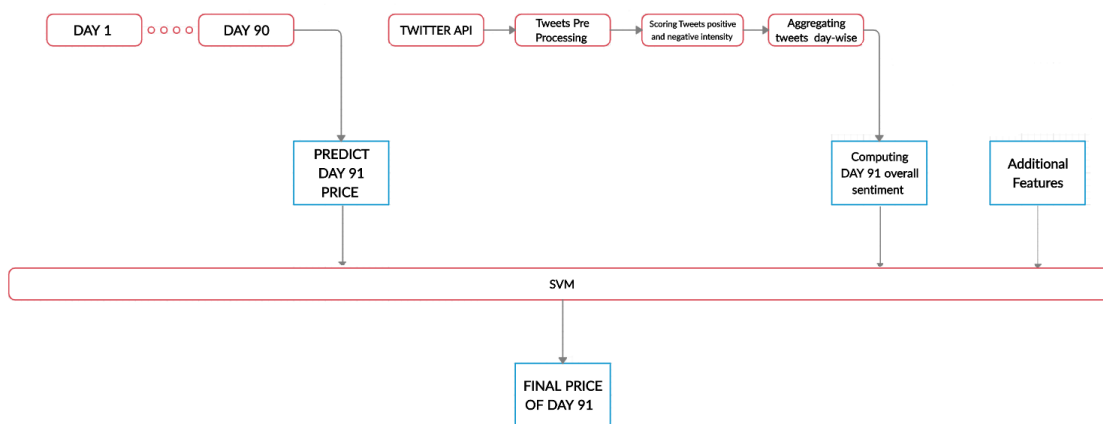 DAY 1
DAY 90
TWITTER API
Tweets Pre
Processing
Scoring Tweets positive
and negative intensity
Aggregating
tweets day-wise
PREDICT
DAY 91
PRICE
Computing
DAY 91 overall
sentiment
Additional
Features
SVM
FINAL PRICE
OF DAY 91